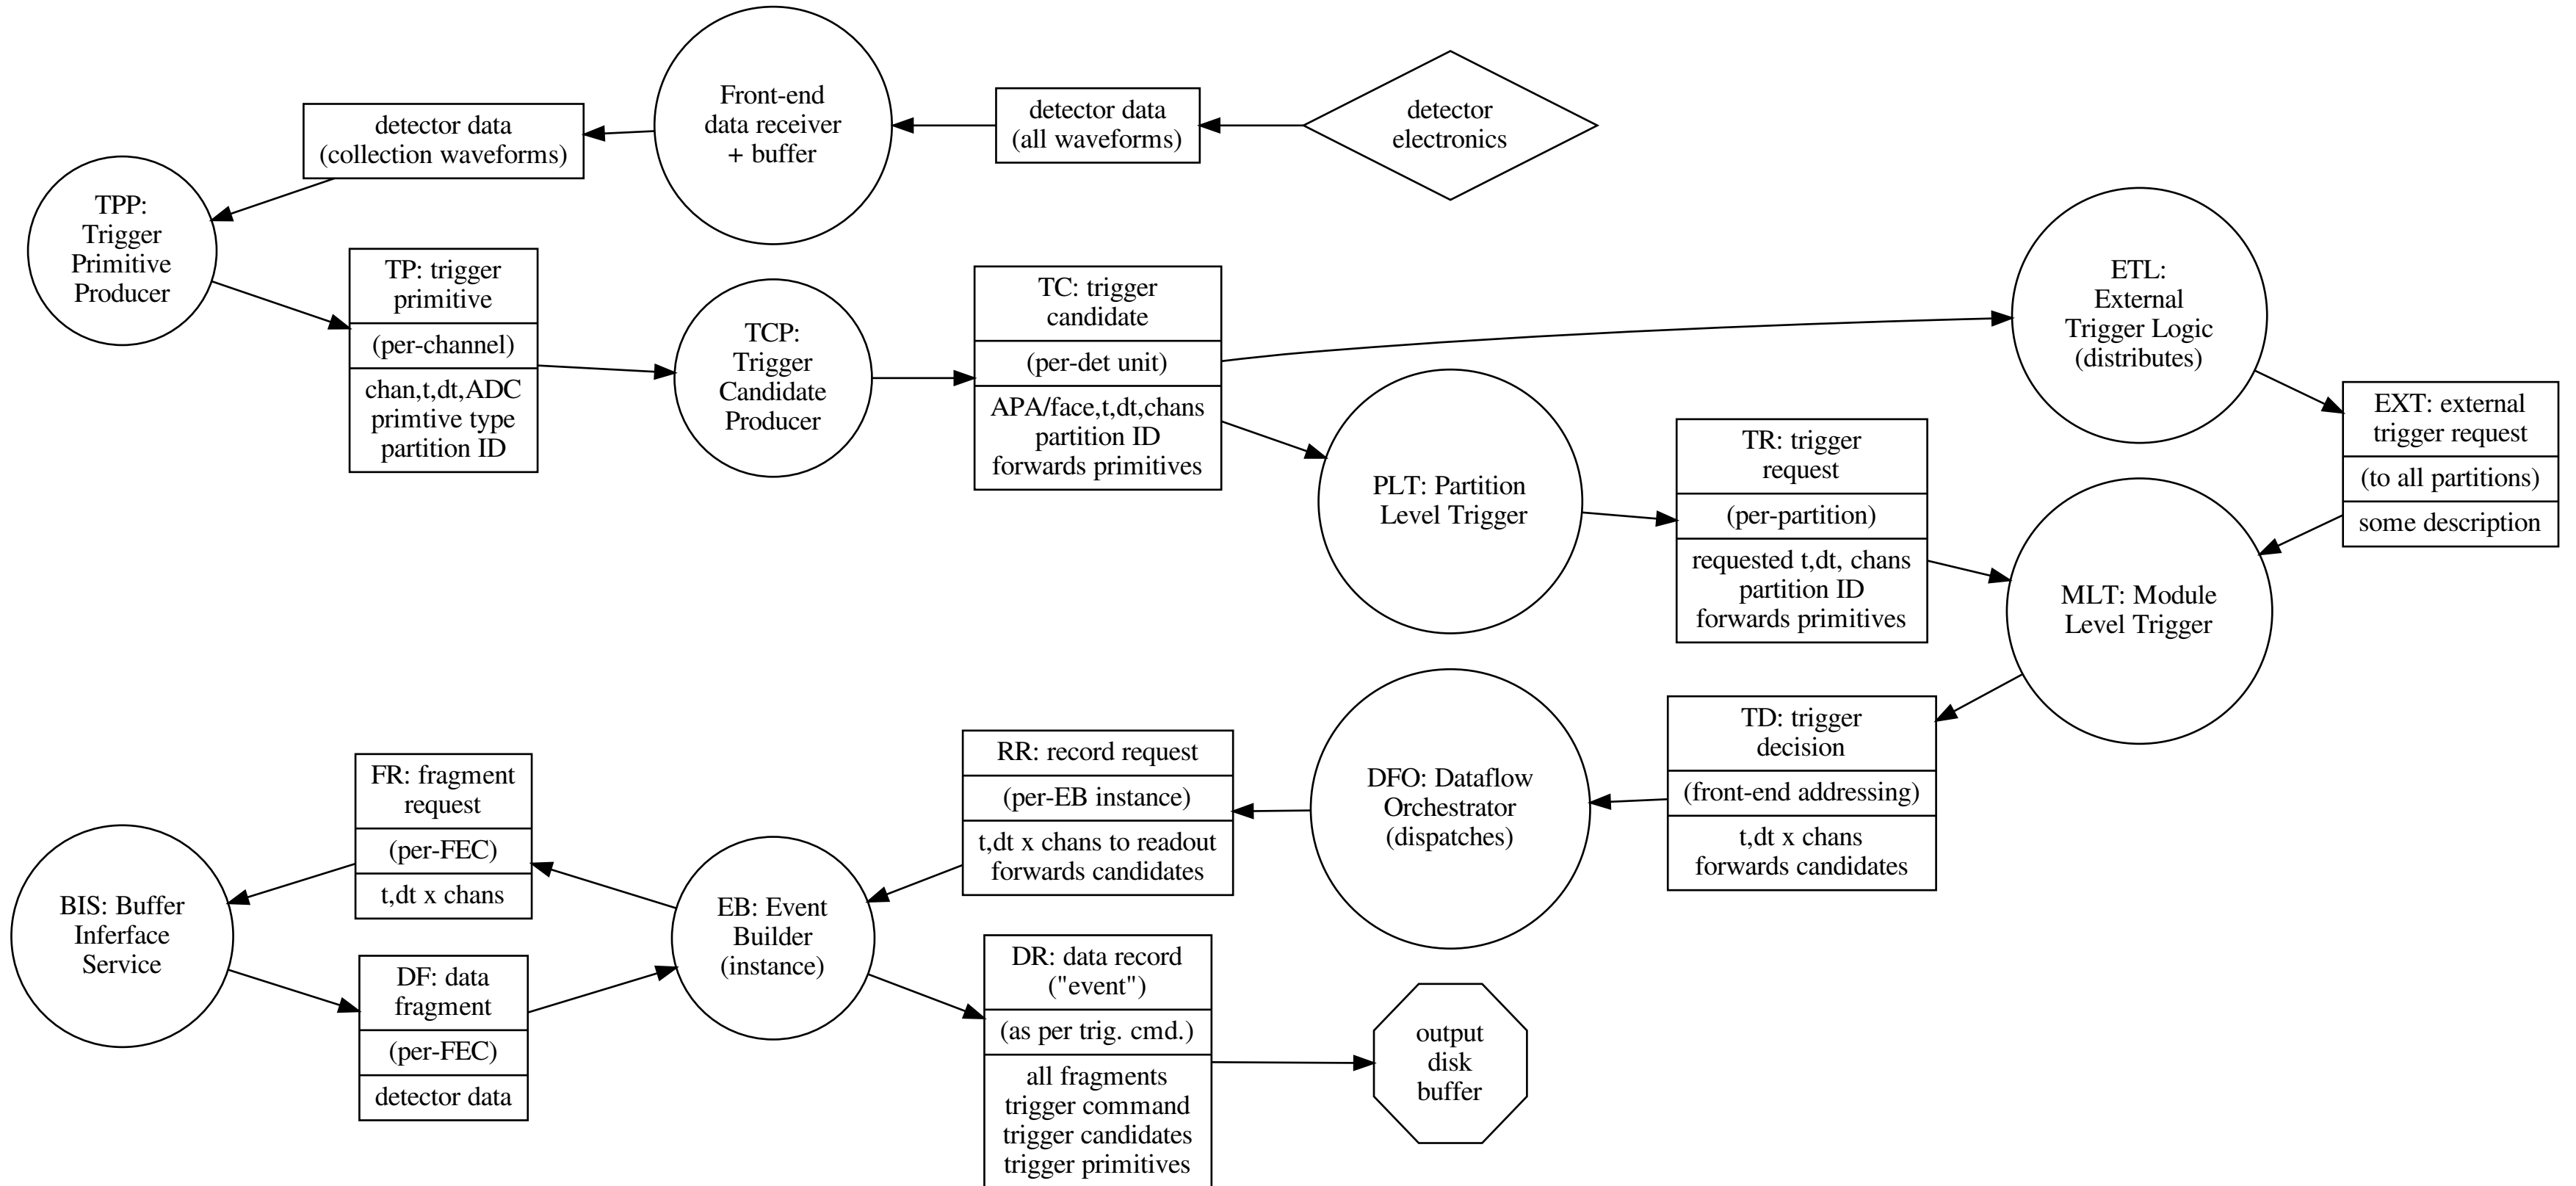 detector data
(collection waveforms)
Front-end
data receiver
+ buffer
detector data
(all waveforms)
detector
electronics
TPP:
Trigger
Primitive
Producer
TP: trigger
primitive
(per-channel)
chan,t,dt,ADC
primtive type
partition ID
TCP:
Trigger
Candidate
Producer
TC: trigger
candidate
(per-det unit)
APA/face,t,dt,chans
partition ID
forwards primitives
ETL:
External
Trigger Logic
(distributes)
EXT: external
trigger request
(to all partitions)
some description
PLT: Partition
Level Trigger
TR: trigger
request
(per-partition)
requested t,dt, chans
partition ID
forwards primitives
MLT: Module
Level Trigger
TD: trigger
decision
(front-end addressing)
t,dt x chans
forwards candidates
DFO: Dataflow
Orchestrator
(dispatches)
RR: record request
(per-EB instance)
t,dt x chans to readout
forwards candidates
EB: Event
Builder
(instance)
FR: fragment
request
(per-FEC)
t,dt x chans
BIS: Buffer
Inferface
Service
DF: data
fragment
(per-FEC)
detector data
DR: data record
("event")
(as per trig. cmd.)
all fragments
trigger command
trigger candidates
trigger primitives
output
disk
buffer